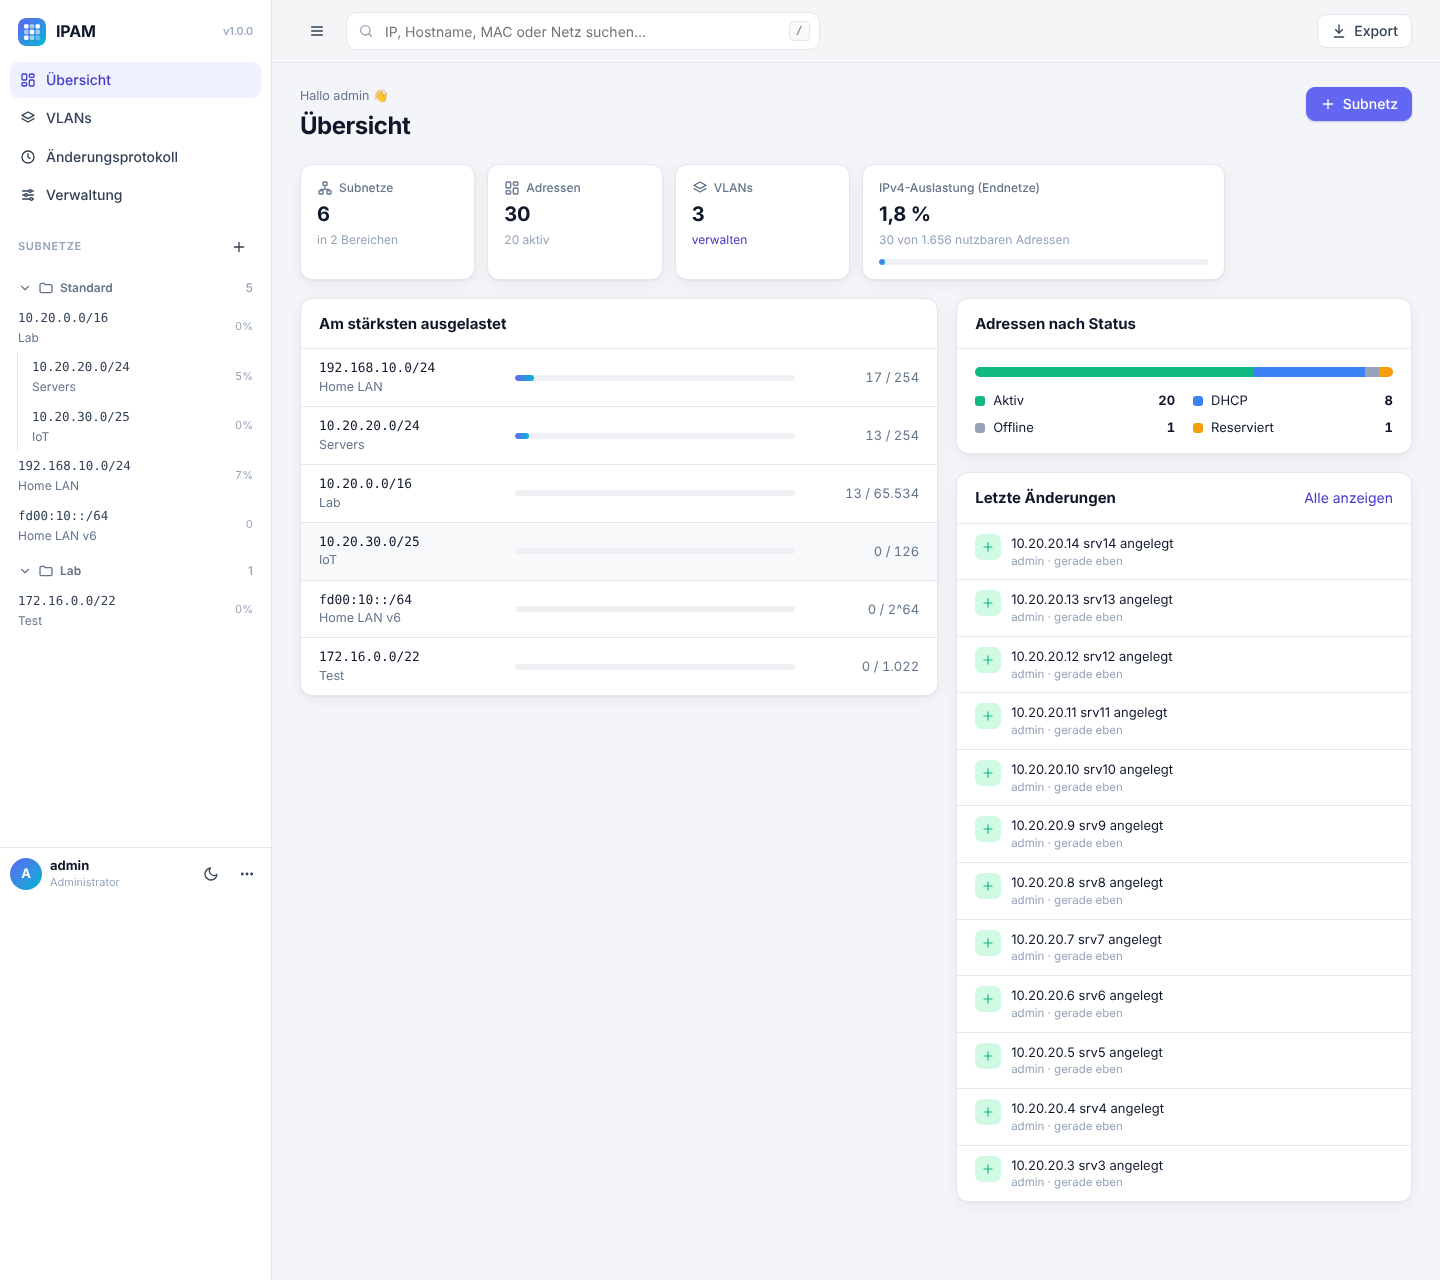 IPAM
v1.0.0
Übersicht
VLANs
Änderungsprotokoll
Verwaltung
SUBNETZE
Standard 5
10.20.0.0/16
Lab
0%
10.20.20.0/24
Servers
5%
10.20.30.0/25
IoT
0%
192.168.10.0/24
Home LAN
7%
fd00:10::/64
Home LAN v6
0
Lab 1
172.16.0.0/22
Test
0%
A
admin
Administrator
IP, Hostname, MAC oder Netz suchen...
/
Export
Hallo admin 👋
Übersicht
Subnetz
Subnetze
6
in 2 Bereichen
Adressen
30
20 aktiv
VLANs
3
verwalten
IPv4-Auslastung (Endnetze)
1,8 %
30 von 1.656 nutzbaren Adressen
Am stärksten ausgelastet
192.168.10.0/24
Home LAN
17 / 254
10.20.20.0/24
Servers
13 / 254
10.20.0.0/16
Lab
13 / 65.534
10.20.30.0/25
IoT
0 / 126
fd00:10::/64
Home LAN v6
0 / 2^64
172.16.0.0/22
Test
0 / 1.022
Adressen nach Status
Aktiv 20
DHCP 8
Offline 1
Reserviert 1
Letzte Änderungen
Alle anzeigen
10.20.20.14 srv14 angelegt
admin · gerade eben
10.20.20.13 srv13 angelegt
admin · gerade eben
10.20.20.12 srv12 angelegt
admin · gerade eben
10.20.20.11 srv11 angelegt
admin · gerade eben
10.20.20.10 srv10 angelegt
admin · gerade eben
10.20.20.9 srv9 angelegt
admin · gerade eben
10.20.20.8 srv8 angelegt
admin · gerade eben
10.20.20.7 srv7 angelegt
admin · gerade eben
10.20.20.6 srv6 angelegt
admin · gerade eben
10.20.20.5 srv5 angelegt
admin · gerade eben
10.20.20.4 srv4 angelegt
admin · gerade eben
10.20.20.3 srv3 angelegt
admin · gerade eben